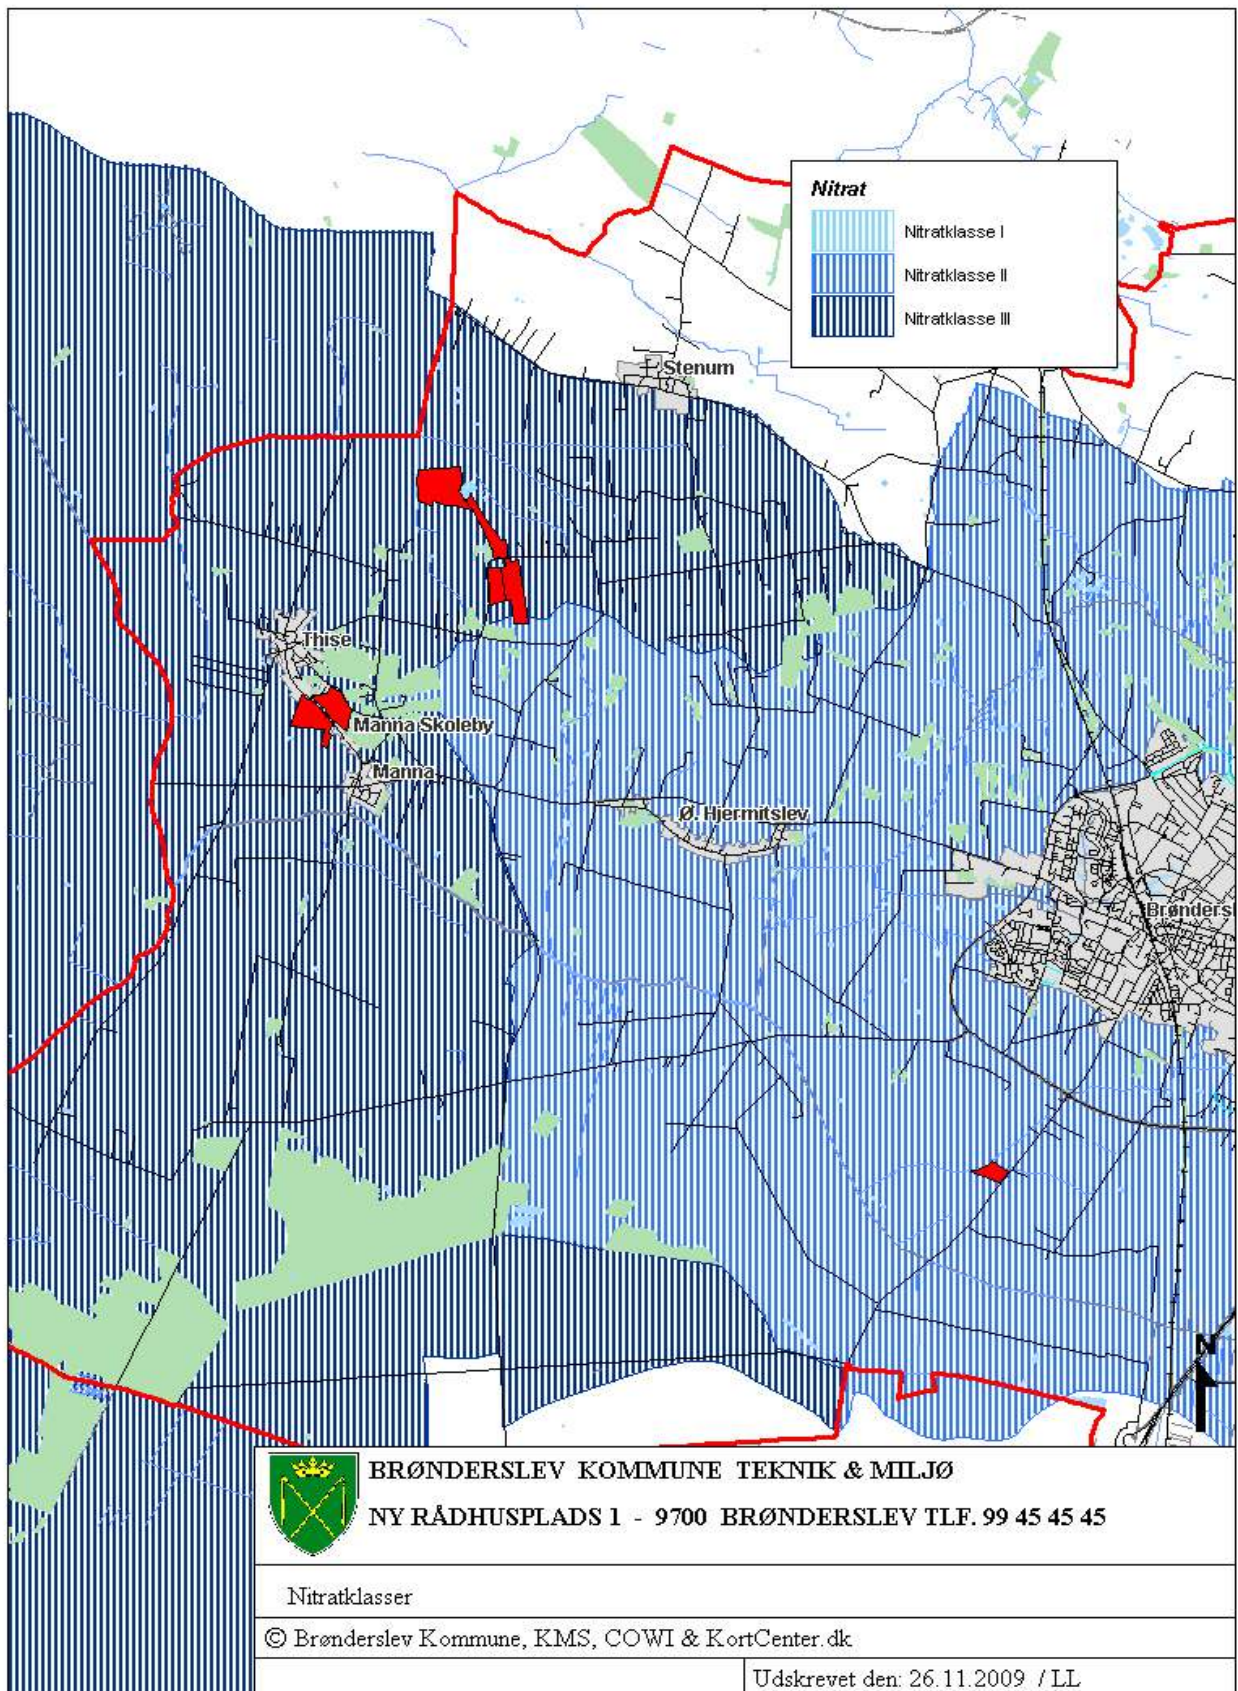 Nitrat
Nitratklasse I
Nitratklasse II
Nitratklasse III
Stenum
Thise
Manna Skoleby
Manna
Ø. Hjermitslev
Brøndersl
N
BRØNDERSLEV KOMMUNE TEKNIK & MILJØ
NY RÅDHUSPLADS 1 - 9700 BRØNDERSLEV TLF. 99 45 45 45
Nitratklasser
© Brønderslev Kommune, KMS, COWI & KortCenter.dk
Udskrevet den: 26.11.2009 / LL